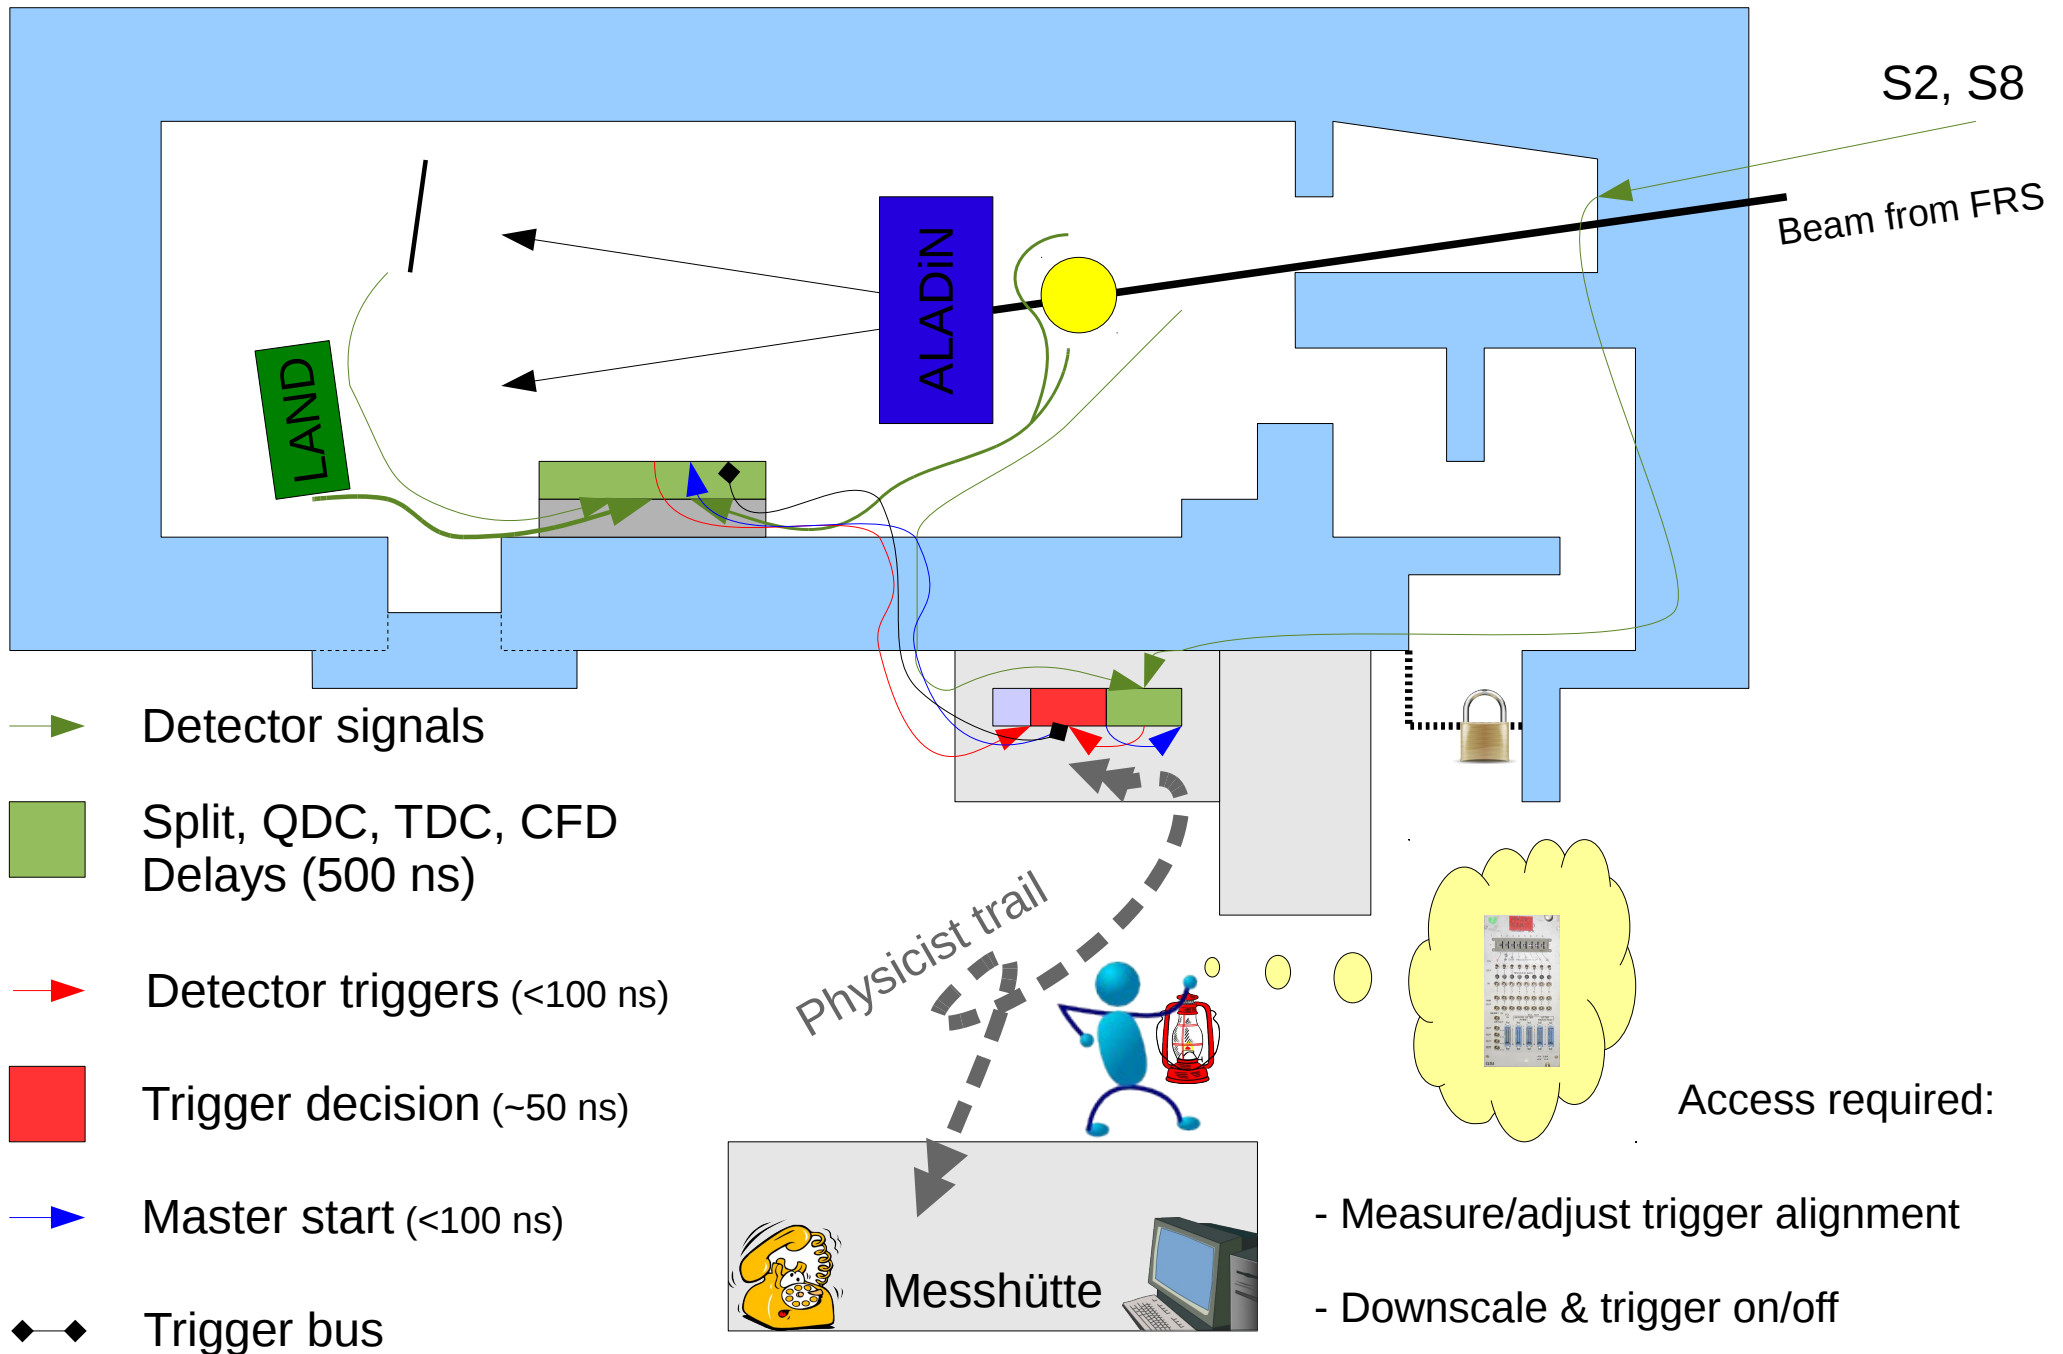 S2, S8
Beam from FRS
ALADiN
LAND
Detector signals
Split, QDC, TDC, CFD
Delays (500 ns)
Physicist trail
Detector triggers (<100 ns)
Trigger decision (~50 ns)
Access required:
Master start (<100 ns)
- Measure/adjust trigger alignment
Messhütte
- Downscale & trigger on/off
Trigger bus